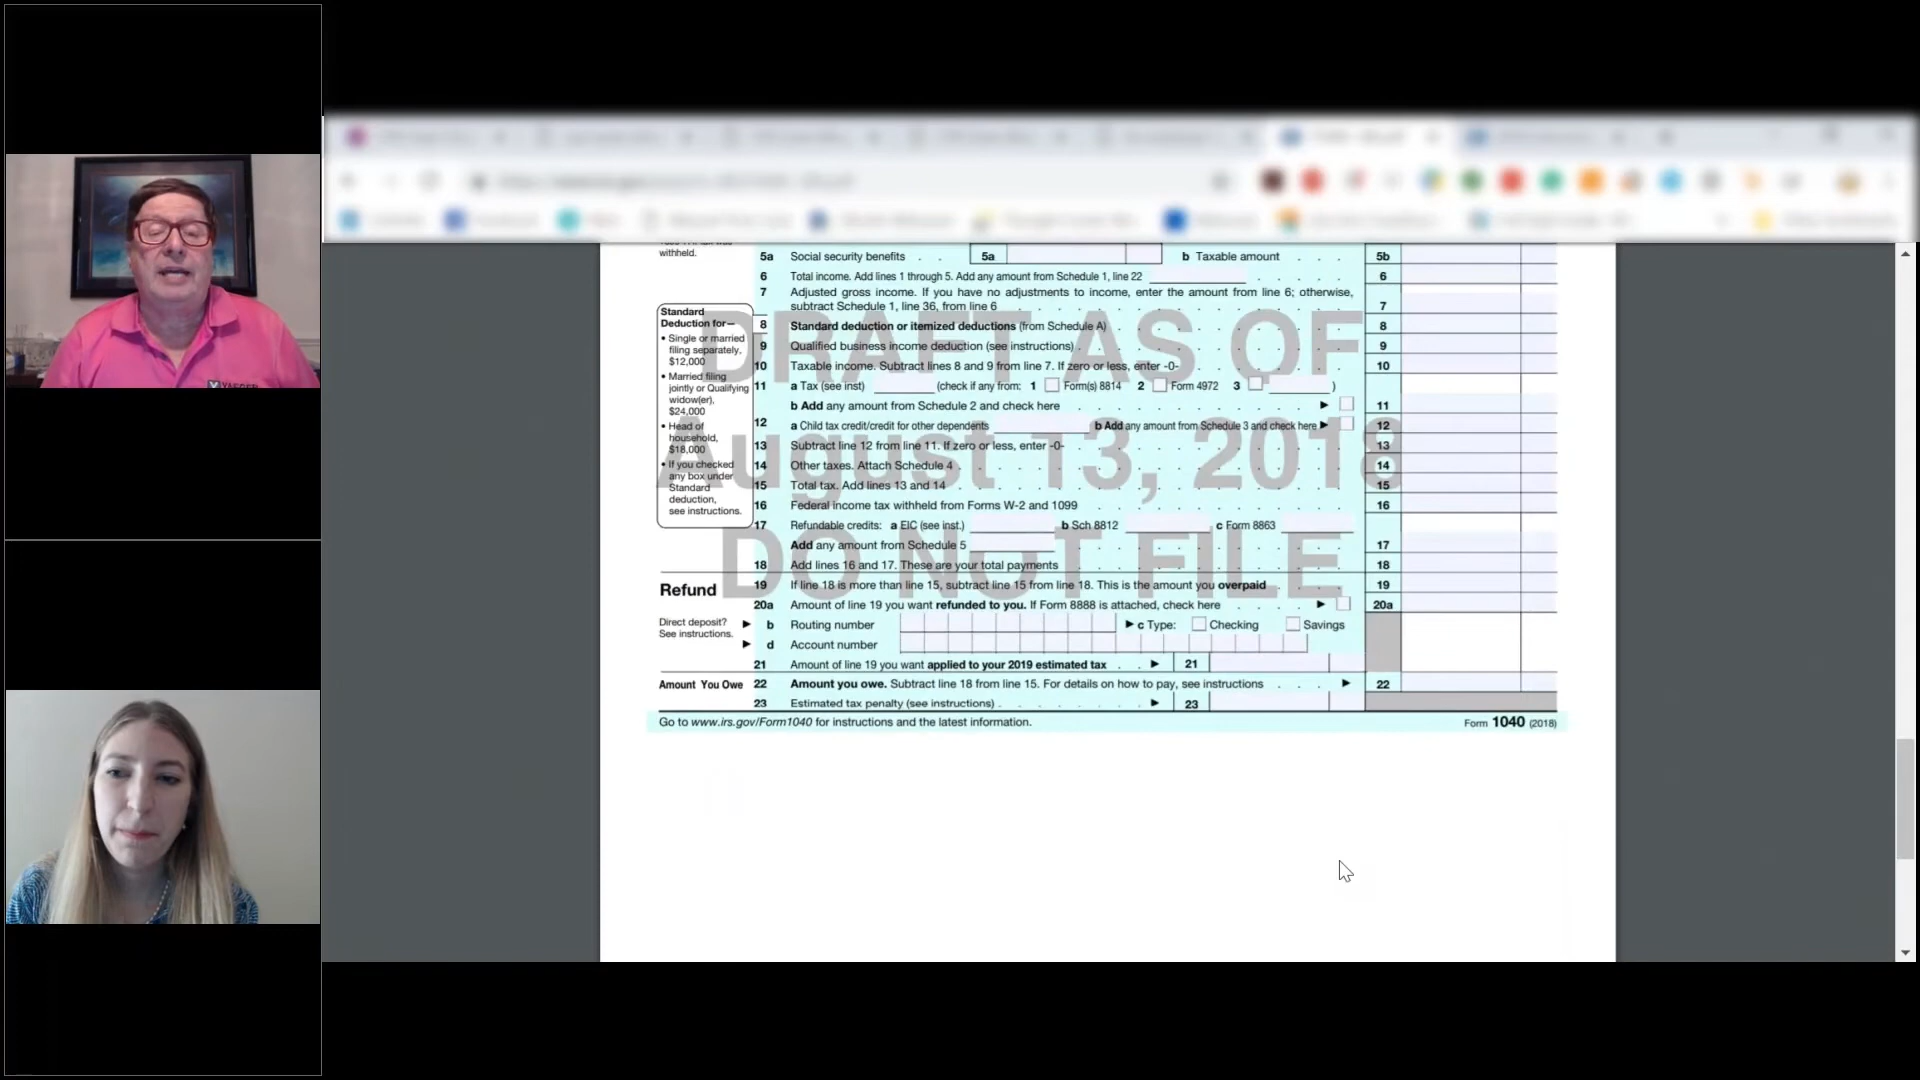 YAEGER
withheld.
5a Social security benefits 5a b Taxable amount 5b
6 Total income. Add lines 1 through 5. Add any amount from Schedule 1, line 22 6
7 Adjusted gross income. If you have no adjustments to income, enter the amount from line 6; otherwise,
subtract Schedule 1, line 36, from line 6 7
Standard
Deduction for—
• Single or married
filing separately,
$12,000
• Married filing
jointly or Qualifying
widow(er),
$24,000
• Head of
household,
$18,000
• If you checked
any box under
Standard
deduction,
see instructions.
8 Standard deduction or itemized deductions (from Schedule A) 8
9 Qualified business income deduction (see instructions) 9
10 Taxable income. Subtract lines 8 and 9 from line 7. If zero or less, enter -0- 10
11 a Tax (see inst) (check if any from: 1 Form(s) 8814 2 Form 4972 3 )
b Add any amount from Schedule 2 and check here ▶ 11
12 a Child tax credit/credit for other dependents b Add any amount from Schedule 3 and check here ▶ 12
13 Subtract line 12 from line 11. If zero or less, enter -0- 13
14 Other taxes. Attach Schedule 4 14
15 Total tax. Add lines 13 and 14 15
16 Federal income tax withheld from Forms W-2 and 1099 16
17 Refundable credits: a EIC (see inst.) b Sch 8812 c Form 8863
Add any amount from Schedule 5 17
18 Add lines 16 and 17. These are your total payments 18
Refund
19 If line 18 is more than line 15, subtract line 15 from line 18. This is the amount you overpaid 19
20a Amount of line 19 you want refunded to you. If Form 8888 is attached, check here ▶ 20a
Direct deposit?
See instructions.
▶ b Routing number ▶ c Type: Checking Savings
▶ d Account number
21 Amount of line 19 you want applied to your 2019 estimated tax ▶ 21
Amount You Owe 22 Amount you owe. Subtract line 18 from line 15. For details on how to pay, see instructions ▶ 22
23 Estimated tax penalty (see instructions) ▶ 23
Go to www.irs.gov/Form1040 for instructions and the latest information. Form 1040 (2018)
DRAFT AS OF
August 13, 2018
DO NOT FILE